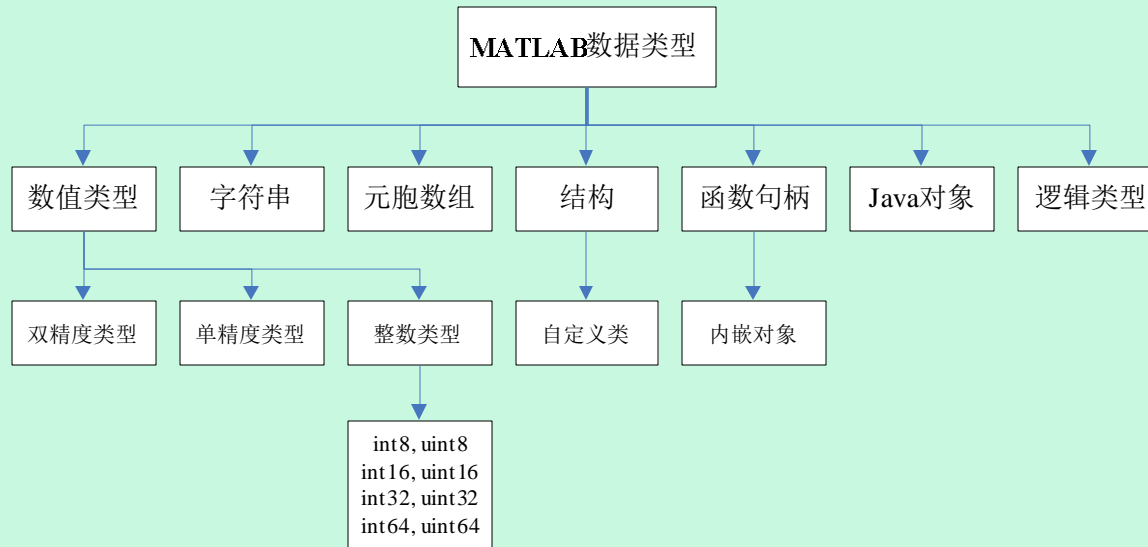 MATLAB数据类型
数值类型
字符串
元胞数组
结构
函数句柄
Java对象
逻辑类型
双精度类型
单精度类型
整数类型
自定义类
内嵌对象
int8, uint8
int16, uint16
int32, uint32
int64, uint64